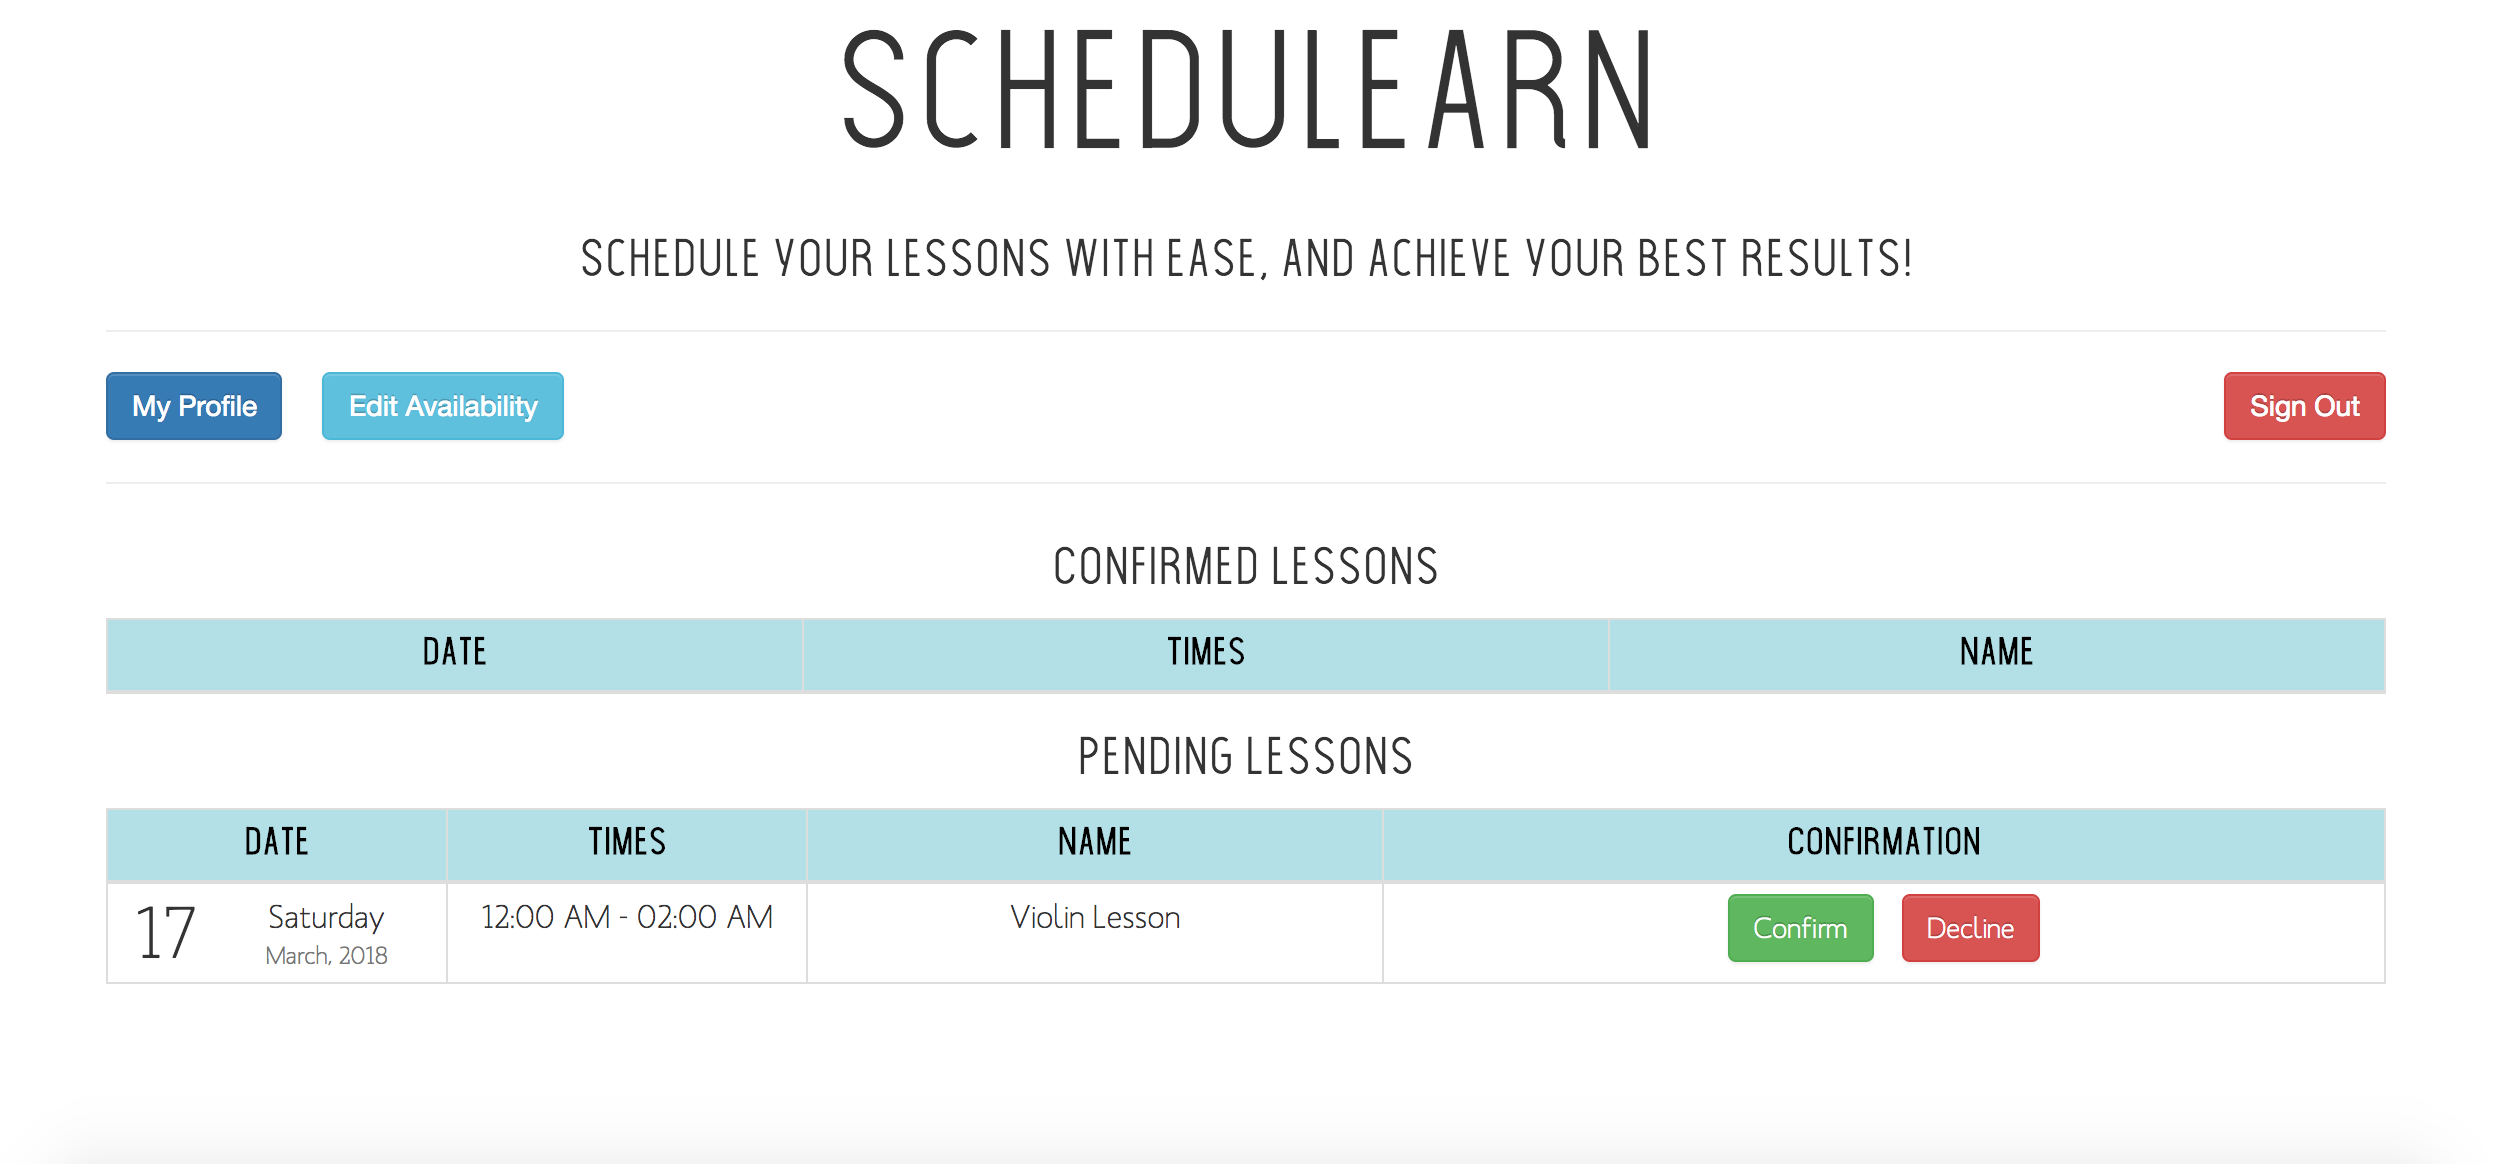 SCHEDULEARN
SCHEDULE YOUR LESSONS WITH EASE, AND ACHIEVE YOUR BEST RESULTS!
My Profile Edit Availability Sign Out
CONFIRMED LESSONS
DATE TIMES NAME
PENDING LESSONS
DATE TIMES NAME CONFIRMATION
17 Saturday 12:00 AM - 02:00 AM Violin Lesson Confirm Decline
March, 2018